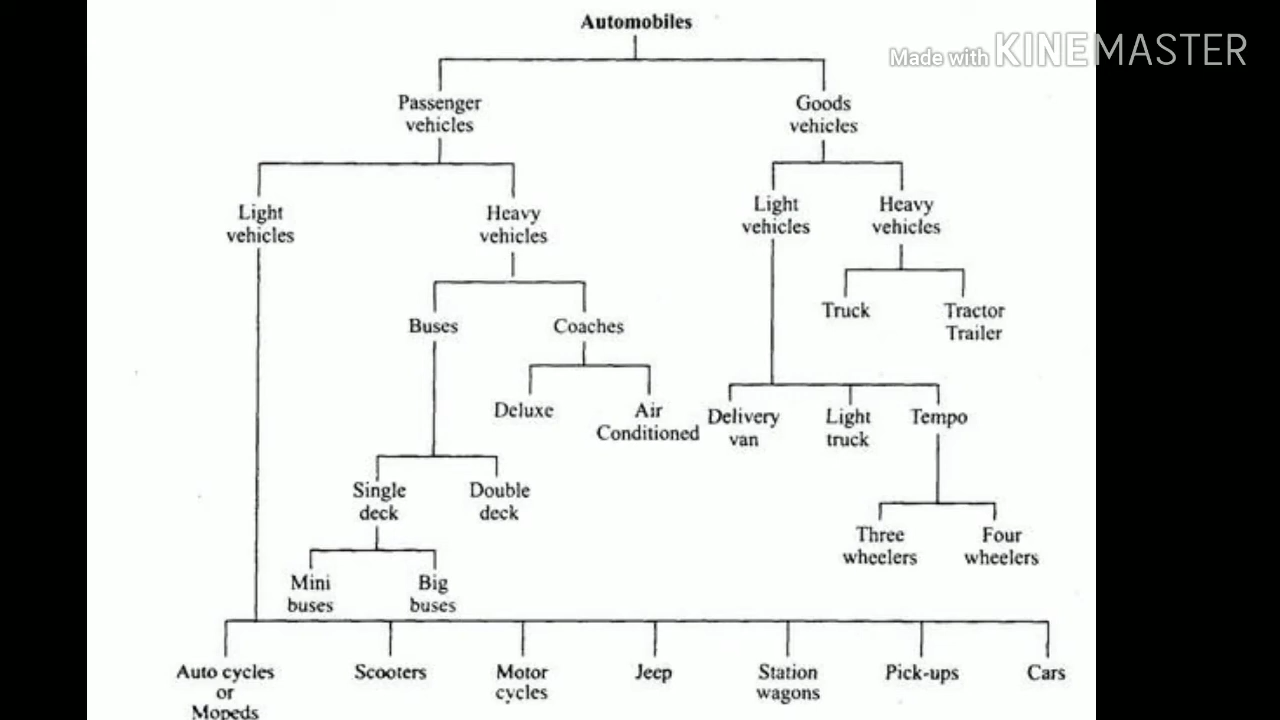 Automobiles
Made with KINEMASTER
Passenger
vehicles
Goods
vehicles
Light
vehicles
Heavy
vehicles
Light
vehicles
Heavy
vehicles
Buses
Coaches
Truck
Tractor
Trailer
Deluxe
Air
Conditioned
Delivery
van
Light
truck
Tempo
Single
deck
Double
deck
Three
wheelers
Four
wheelers
Mini
buses
Big
buses
Auto cycles
or
Mopeds
Scooters
Motor
cycles
Jeep
Station
wagons
Pick-ups
Cars